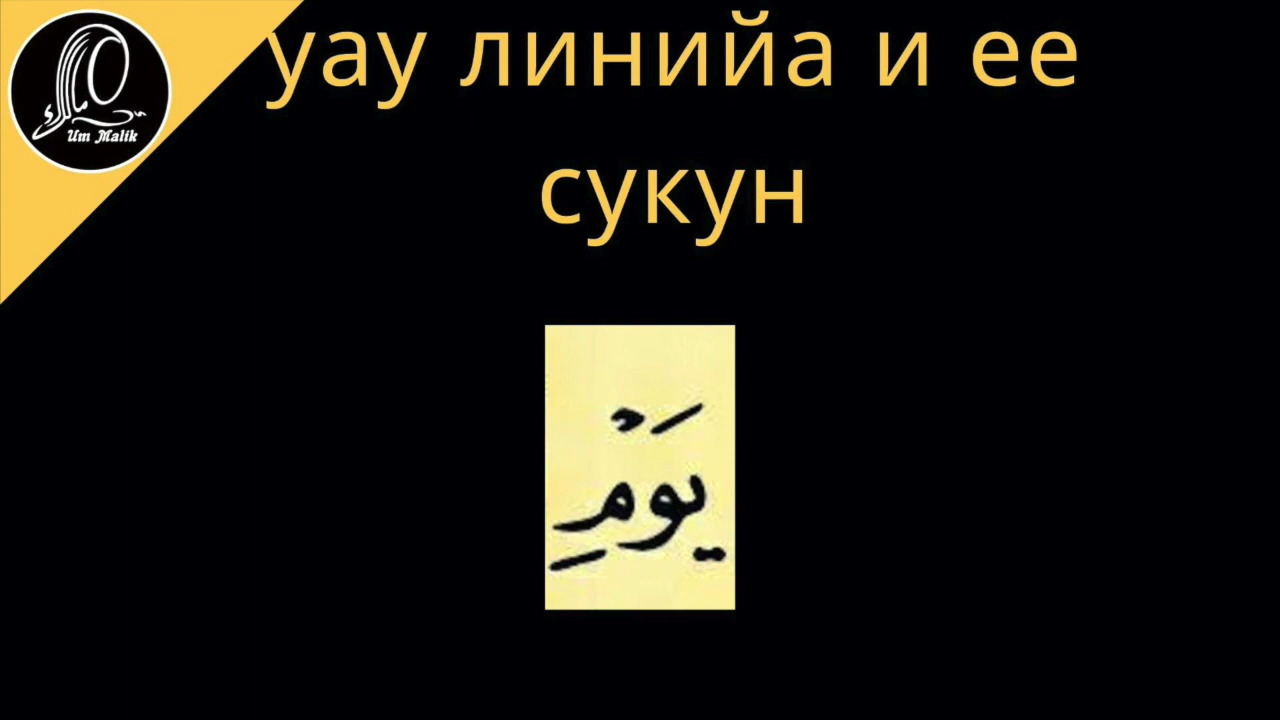 уау линийа и ее
сукун
يَوْمِ
Um Malik